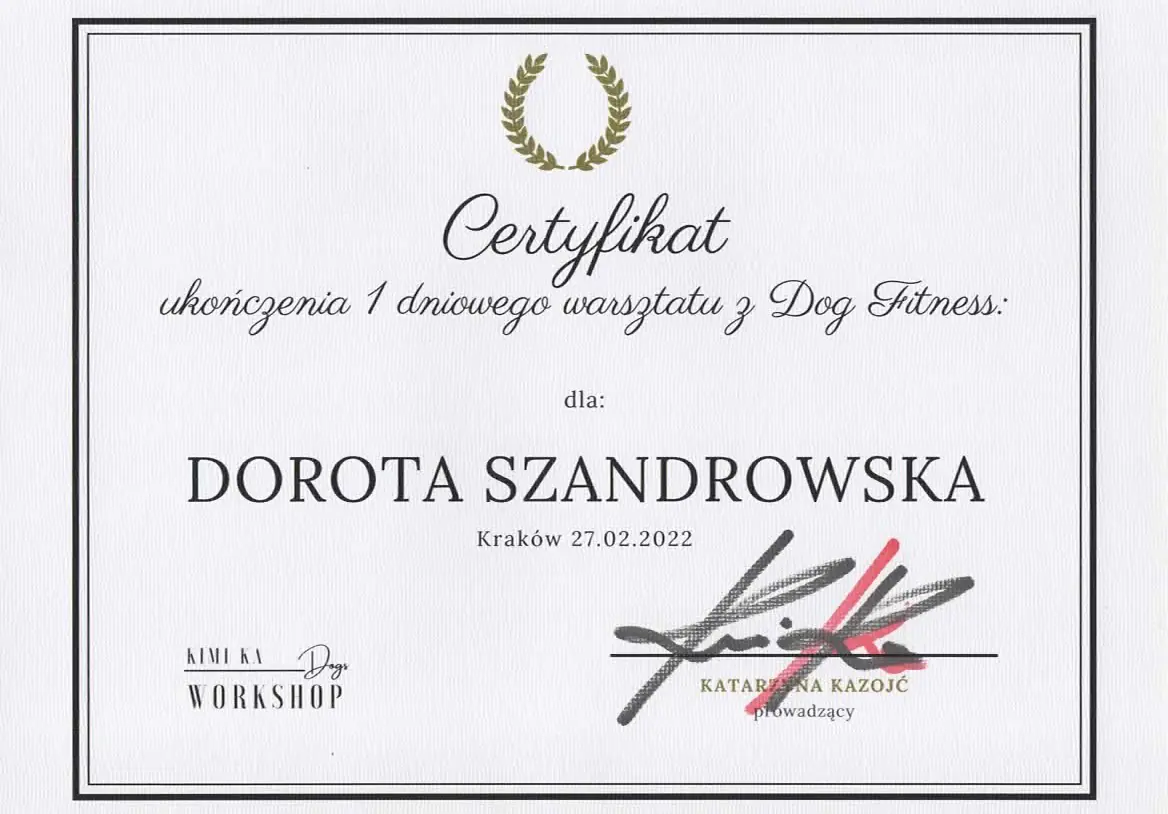 Certyfikat
ukończenia 1 dniowego warsztatu z Dog Fitness:
dla:
DOROTA SZANDROWSKA
Kraków 27.02.2022
KIMI KA Dogs
WORKSHOP
KATARZYNA KAZOJĆ
prowadzący